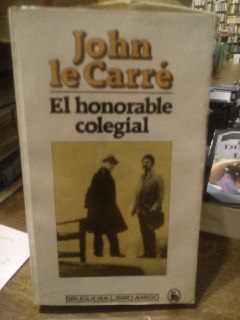 John
le Carré
El honorable
colegial
BRUGUERA-LIBRO AMIGO